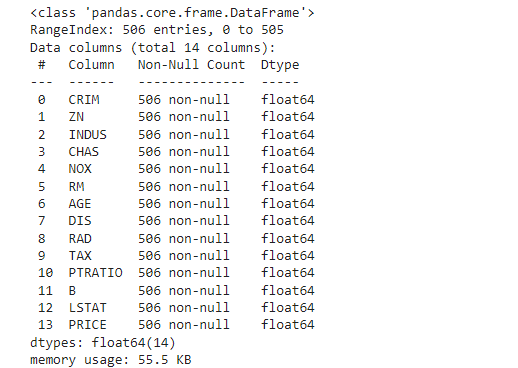 <class 'pandas.core.frame.DataFrame'>
RangeIndex: 506 entries, 0 to 505
Data columns (total 14 columns):
 #   Column   Non-Null Count  Dtype
---  ------   --------------  -----
 0   CRIM     506 non-null    float64
 1   ZN       506 non-null    float64
 2   INDUS    506 non-null    float64
 3   CHAS     506 non-null    float64
 4   NOX      506 non-null    float64
 5   RM       506 non-null    float64
 6   AGE      506 non-null    float64
 7   DIS      506 non-null    float64
 8   RAD      506 non-null    float64
 9   TAX      506 non-null    float64
 10  PTRATIO  506 non-null    float64
 11  B        506 non-null    float64
 12  LSTAT    506 non-null    float64
 13  PRICE    506 non-null    float64
dtypes: float64(14)
memory usage: 55.5 KB